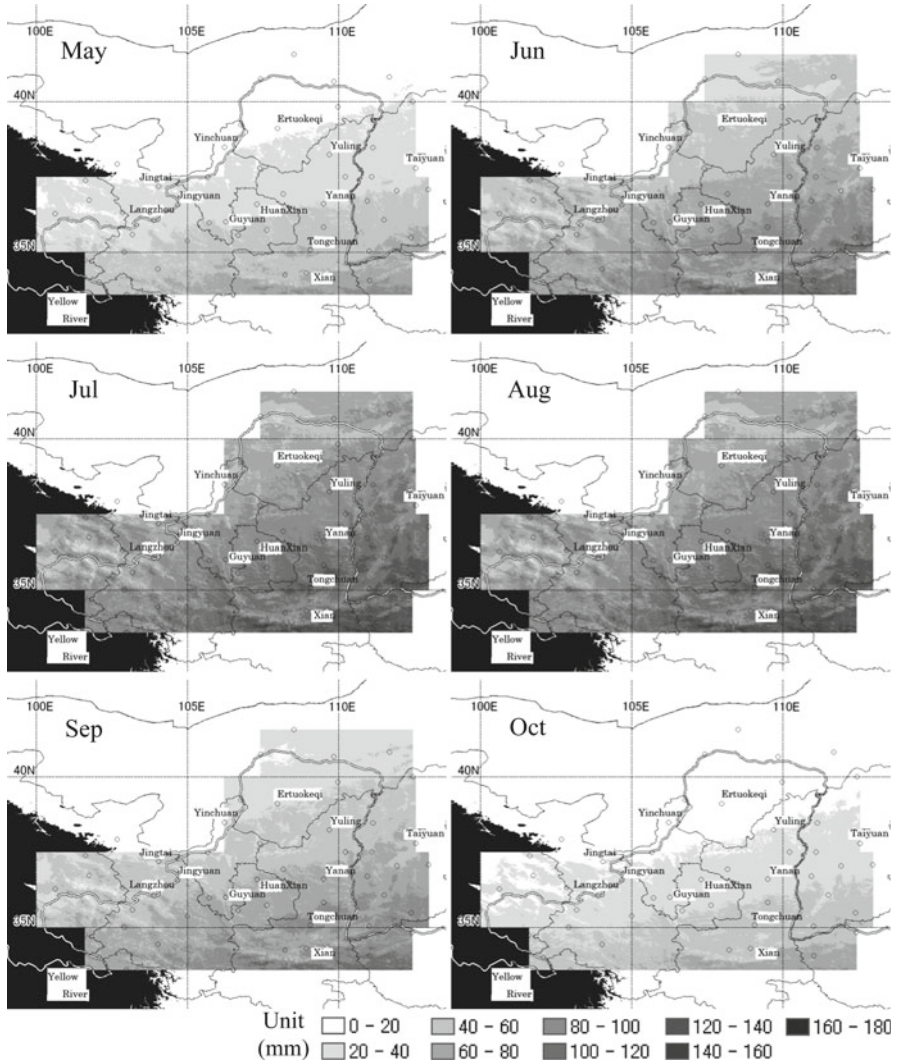 100E 105E 110E
May
40N
Ertuokeqi
Yinchuan
Yuling
Taiyuan
Jingtai
Jingyuan
Yanan
Langzhou
HuanXian
Guyuan
35N
Tongchuan
Xian
Yellow
River
100E 105E 110E
Jun
40N
Ertuokeqi
Yinchuan
Yuling
Taiyuan
Jingtai
Jingyuan
Yanan
Langzhou
HuanXian
Guyuan
35N
Tongchuan
Xian
Yellow
River
100E 105E 110E
Jul
40N
Ertuokeqi
Yinchuan
Yuling
Taiyuan
Jingtai
Jingyuan
Yanan
Langzhou
HuanXian
Guyuan
35N
Tongchuan
Xian
Yellow
River
100E 105E 110E
Aug
40N
Ertuokeqi
Yinchuan
Yuling
Taiyuan
Jingtai
Jingyuan
Yanan
Langzhou
HuanXian
Guyuan
35N
Tongchuan
Xian
Yellow
River
100E 105E 110E
Sep
40N
Ertuokeqi
Yinchuan
Yuling
Taiyuan
Jingtai
Jingyuan
Yanan
Langzhou
HuanXian
Guyuan
35N
Tongchuan
Xian
Yellow
River
100E 105E 110E
Oct
40N
Ertuokeqi
Yinchuan
Yuling
Taiyuan
Jingtai
Jingyuan
Yanan
Langzhou
HuanXian
Guyuan
35N
Tongchuan
Xian
Yellow
River
Unit 0 - 20 40 - 60 80 - 100 120 - 140 160 - 180
(mm) 20 - 40 60 - 80 100 - 120 140 - 160